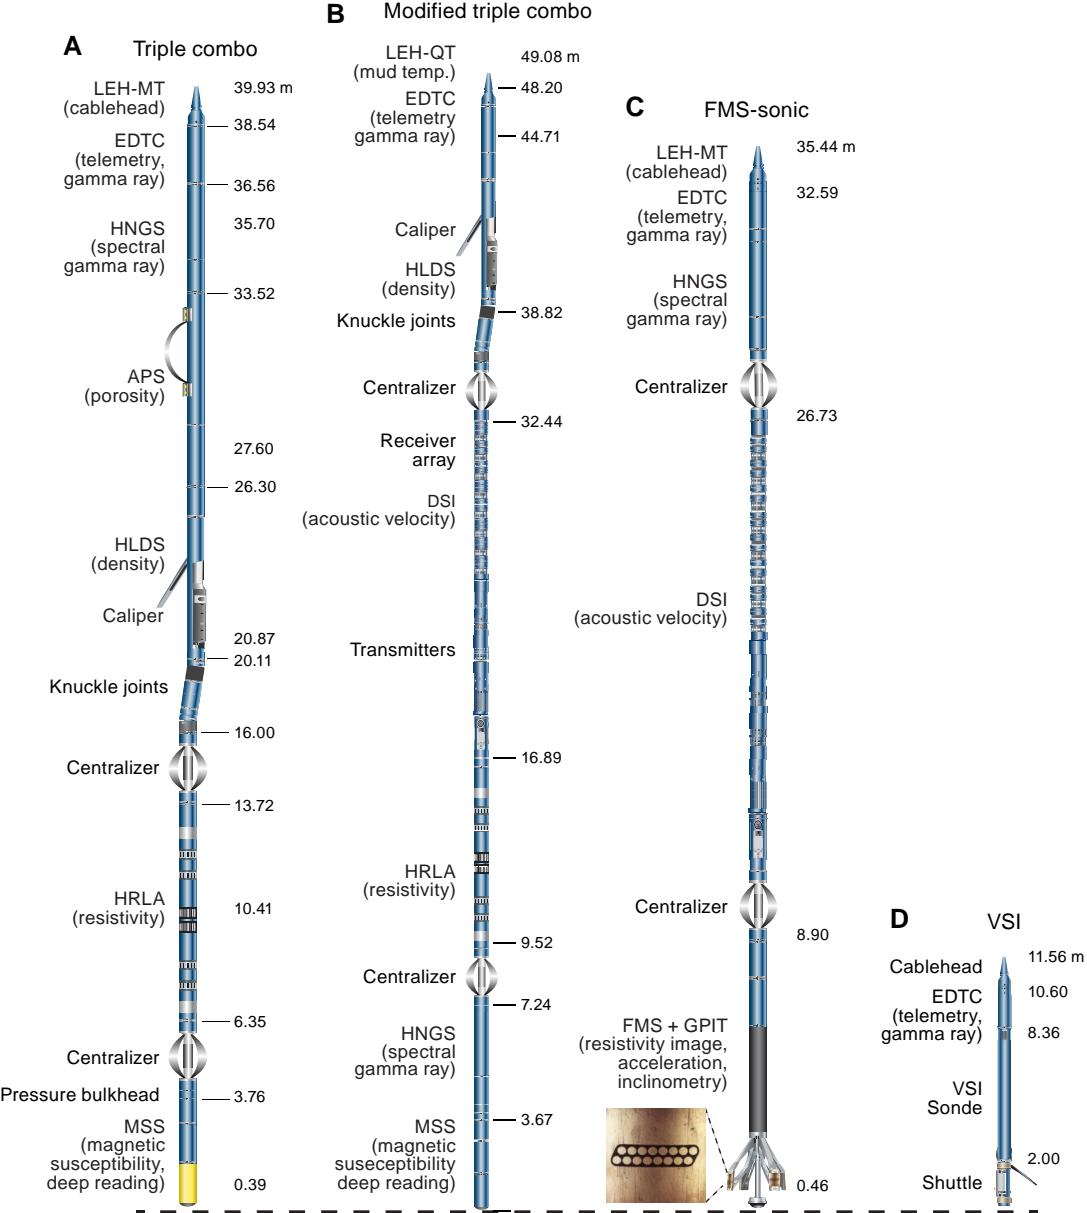 A
Triple combo
LEH-MT
(cablehead)
39.93 m
38.54
EDTC
(telemetry,
gamma ray)
36.56
35.70
HNGS
(spectral
gamma ray)
33.52
APS
(porosity)
27.60
26.30
HLDS
(density)
Caliper
20.87
20.11
Knuckle joints
16.00
Centralizer
13.72
HRLA
(resistivity)
10.41
6.35
Centralizer
Pressure bulkhead
3.76
MSS
(magnetic
susceptibility,
deep reading)
0.39
B
Modified triple combo
LEH-QT
(mud temp.)
49.08 m
48.20
EDTC
(telemetry
gamma ray)
44.71
Caliper
HLDS
(density)
38.82
Knuckle joints
Centralizer
32.44
Receiver
array
DSI
(acoustic velocity)
Transmitters
16.89
HRLA
(resistivity)
9.52
Centralizer
7.24
HNGS
(spectral
gamma ray)
3.67
MSS
(magnetic
suseceptibility
deep reading)
C
FMS-sonic
LEH-MT
(cablehead)
35.44 m
32.59
EDTC
(telemetry,
gamma ray)
HNGS
(spectral
gamma ray)
Centralizer
26.73
DSI
(acoustic velocity)
Centralizer
8.90
FMS + GPIT
(resistivity image,
acceleration,
inclinometry)
0.46
D
VSI
Cablehead
11.56 m
10.60
EDTC
(telemetry,
gamma ray)
8.36
VSI
Sonde
2.00
Shuttle